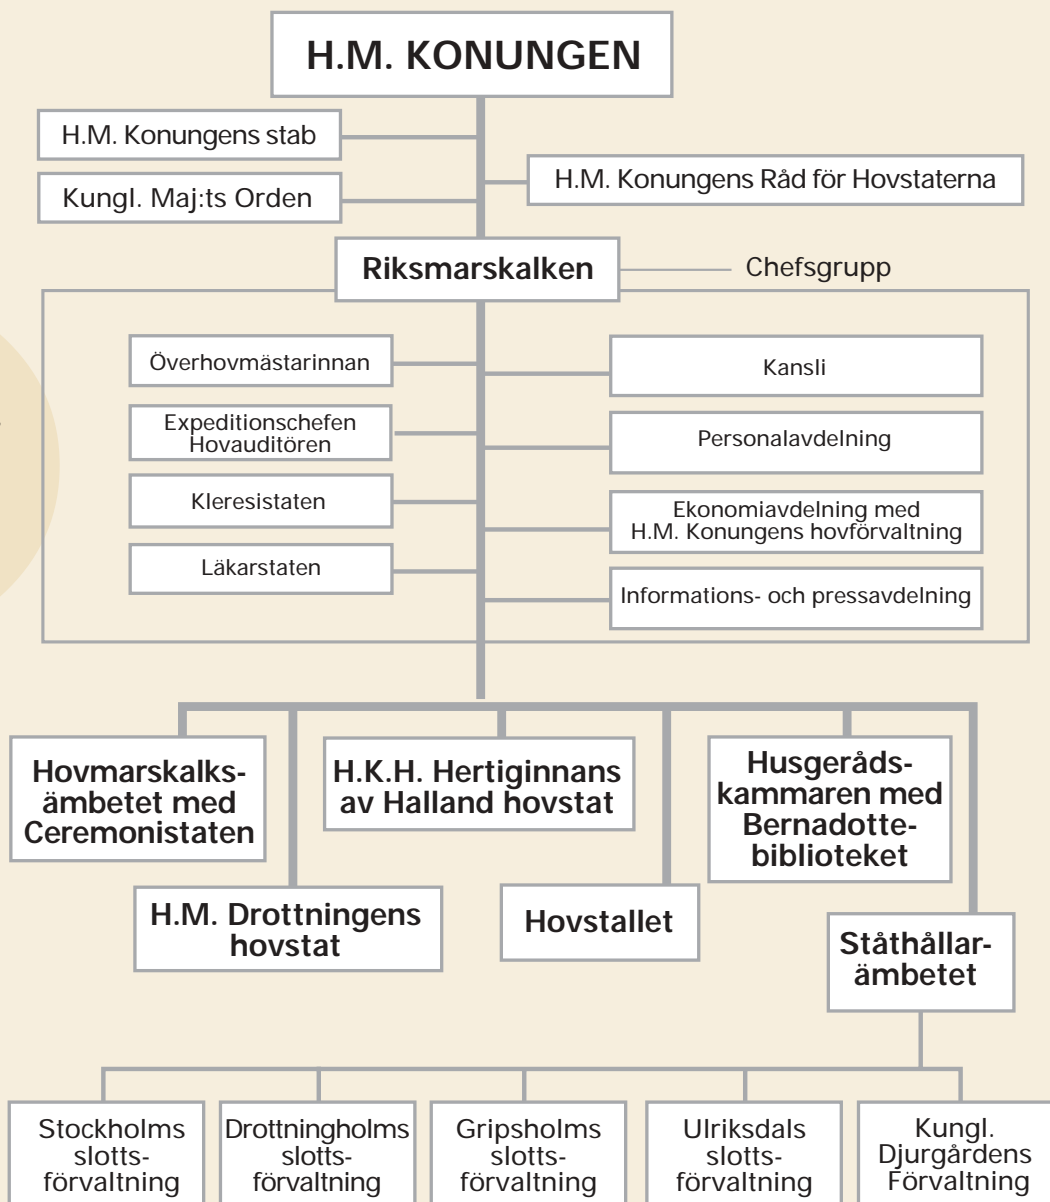 H.M. KONUNGEN
H.M. Konungens stab
Kungl. Maj:ts Orden
H.M. Konungens Råd för Hovstaterna
Riksmarskalken
Chefsgrupp
Överhovmästarinnan
Expeditionschefen
Hovauditören
Kleresistaten
Läkarstaten
Kansli
Personalavdelning
Ekonomiavdelning med
H.M. Konungens hovförvaltning
Informations- och pressavdelning
Hovmarskalks-
ämbetet med
Ceremonistaten
H.M. Drottningens
hovstat
H.K.H. Hertiginnans
av Halland hovstat
Hovstallet
Husgeråds-
kammaren med
Bernadotte-
biblioteket
Ståthållar-
ämbetet
Stockholms
slotts-
förvaltning
Drottningholms
slotts-
förvaltning
Gripsholms
slotts-
förvaltning
Ulriksdals
slotts-
förvaltning
Kungl.
Djurgårdens
Förvaltning